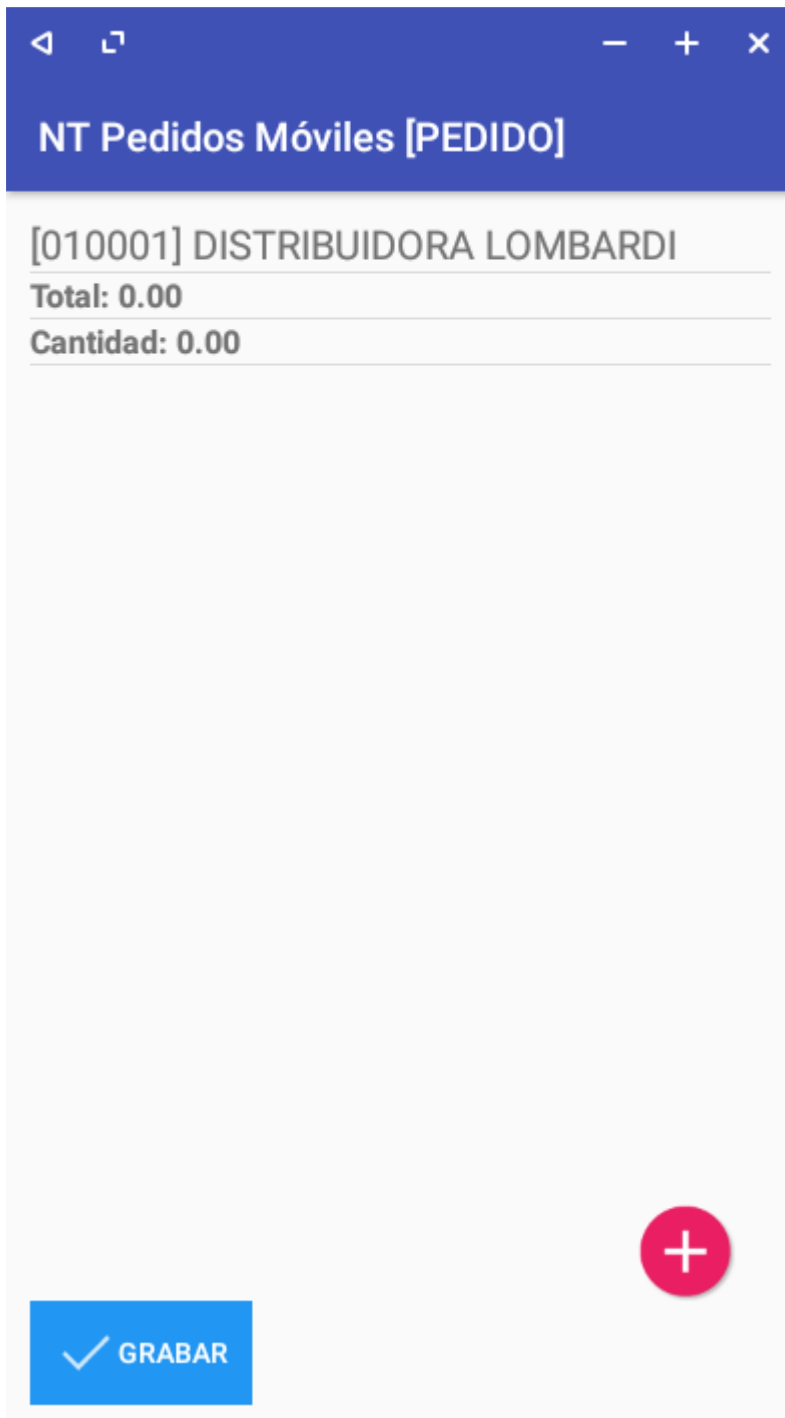 NT Pedidos Móviles [PEDIDO]
[010001] DISTRIBUIDORA LOMBARDI
Total: 0.00
Cantidad: 0.00
GRABAR